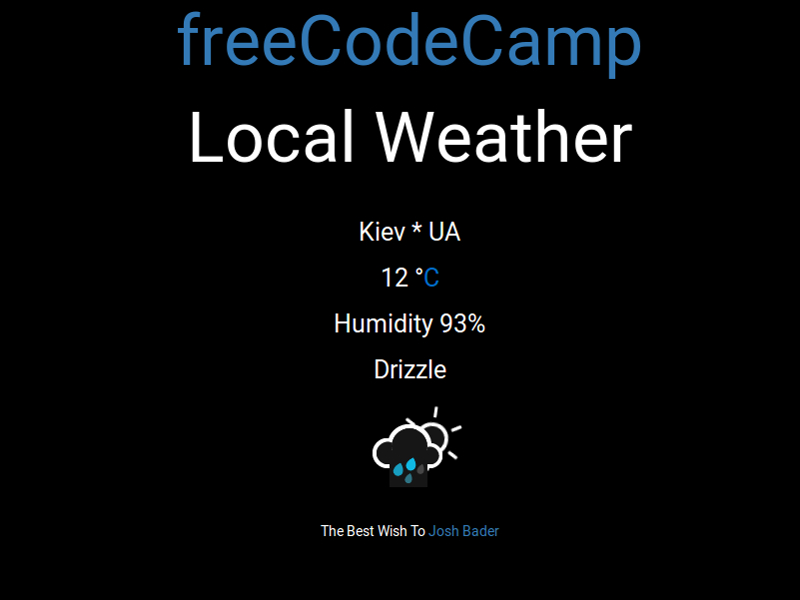 freeCodeCamp
Local Weather
Kiev * UA
12 °C
Humidity 93%
Drizzle
The Best Wish To Josh Bader